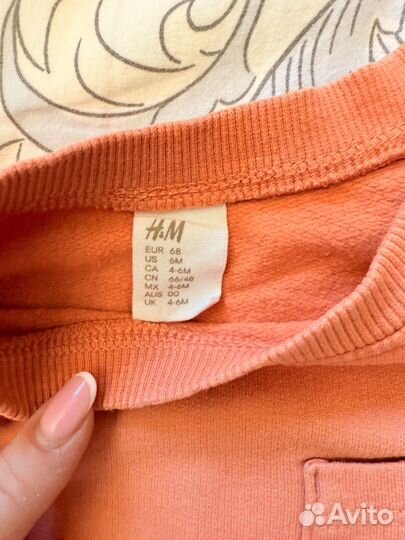 H&M
EUR 68
US 6M
CA 4-6M
CN 66/48
MX 4-6M
AUS 00
UK 4-6M
Avito